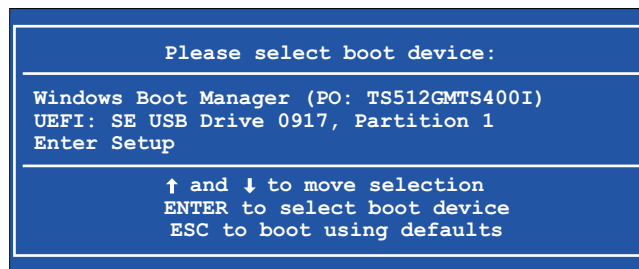 Please select boot device:
Windows Boot Manager (PO: TS512GMTS400I)
UEFI: SE USB Drive 0917, Partition 1
Enter Setup
↑ and ↓ to move selection
ENTER to select boot device
ESC to boot using defaults